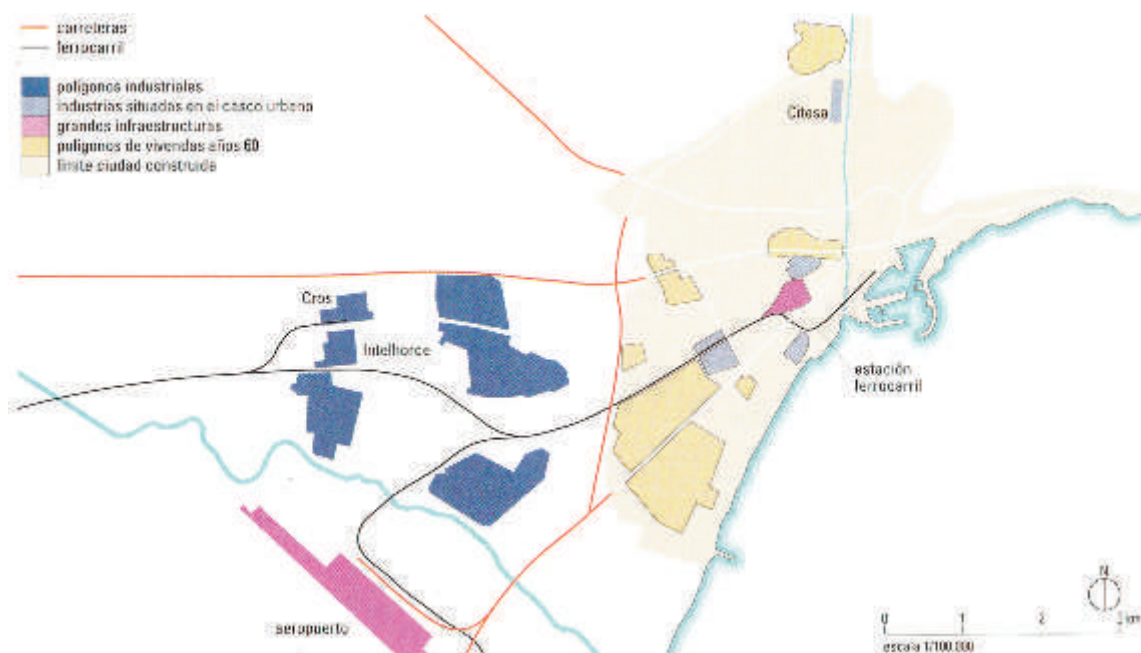 carreteras
ferrocarril
polígonos industriales
industrias situadas en el casco urbano
grandes infraestructuras
polígonos de viviendas años 60
límite ciudad construida
Citesa
Cros
Intelhorce
estación
ferrocarril
aeropuerto
N
0 1 2 3 km
escala 1/100.000